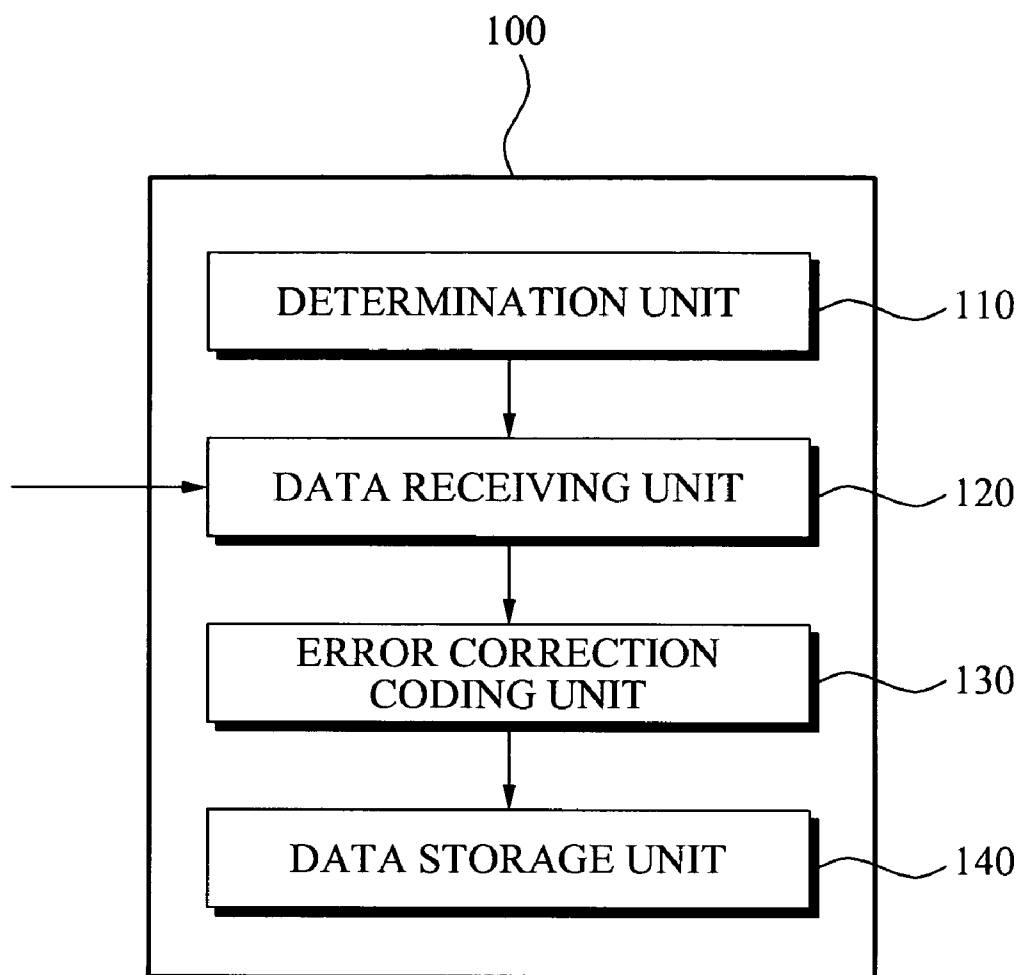 100
DETERMINATION UNIT
110
DATA RECEIVING UNIT
120
ERROR CORRECTION
CODING UNIT
130
DATA STORAGE UNIT
140